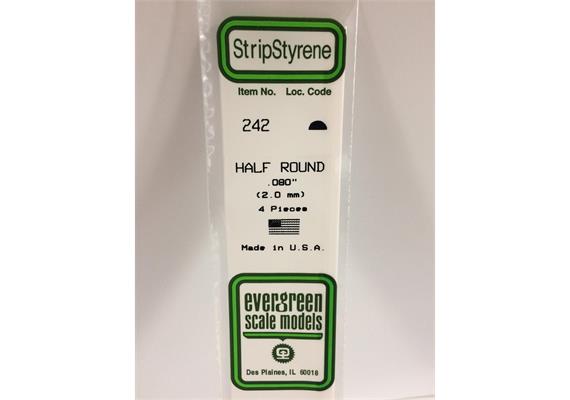 StripStyrene
Item No. Loc. Code
242
HALF ROUND
.080"
(2.0 mm)
4 Pieces
Made in U.S.A.
evergreen
scale models
Des Plaines, IL 60018